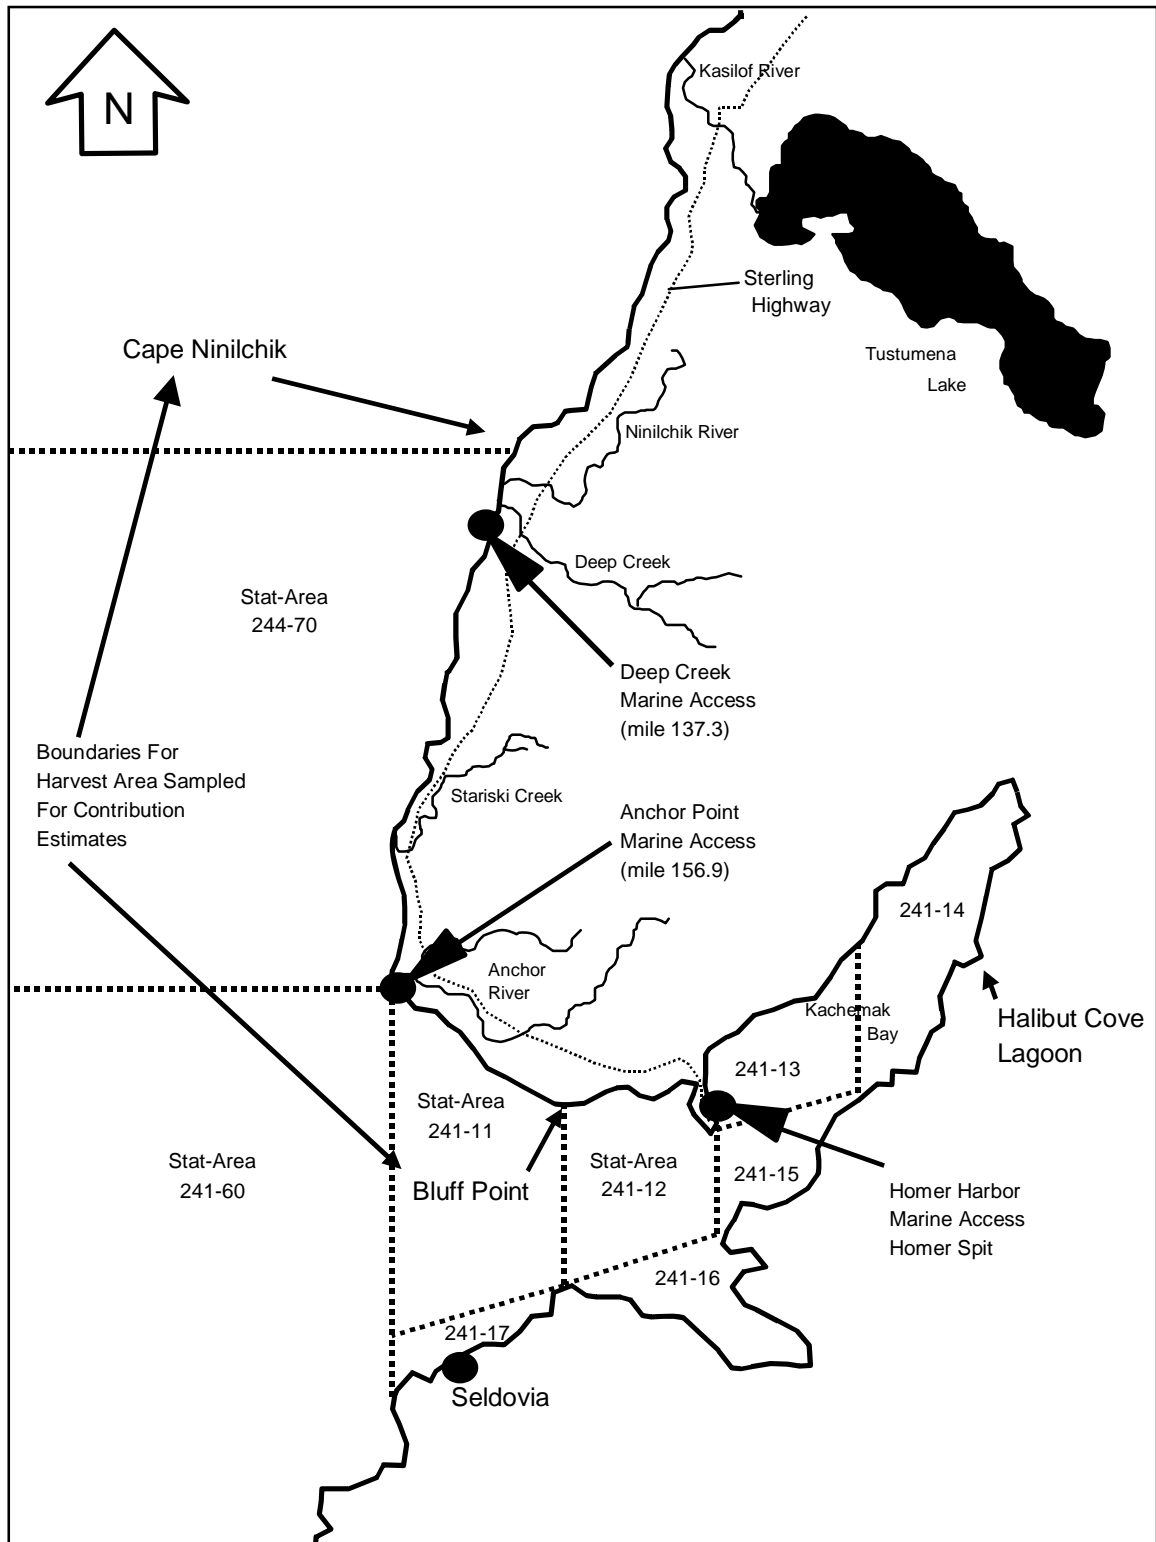 N
Kasilof River
Sterling
Highway
Tustumena
Lake
Cape Ninilchik
Ninilchik River
Deep Creek
Stat-Area
244-70
Deep Creek
Marine Access
(mile 137.3)
Boundaries For
Harvest Area Sampled
For Contribution
Estimates
Stariski Creek
Anchor Point
Marine Access
(mile 156.9)
241-14
Anchor
River
Kachemak
Bay
Halibut Cove
Lagoon
241-13
Stat-Area
241-11
Stat-Area
241-60
Bluff Point
Stat-Area
241-12
241-15
Homer Harbor
Marine Access
Homer Spit
241-16
241-17
Seldovia